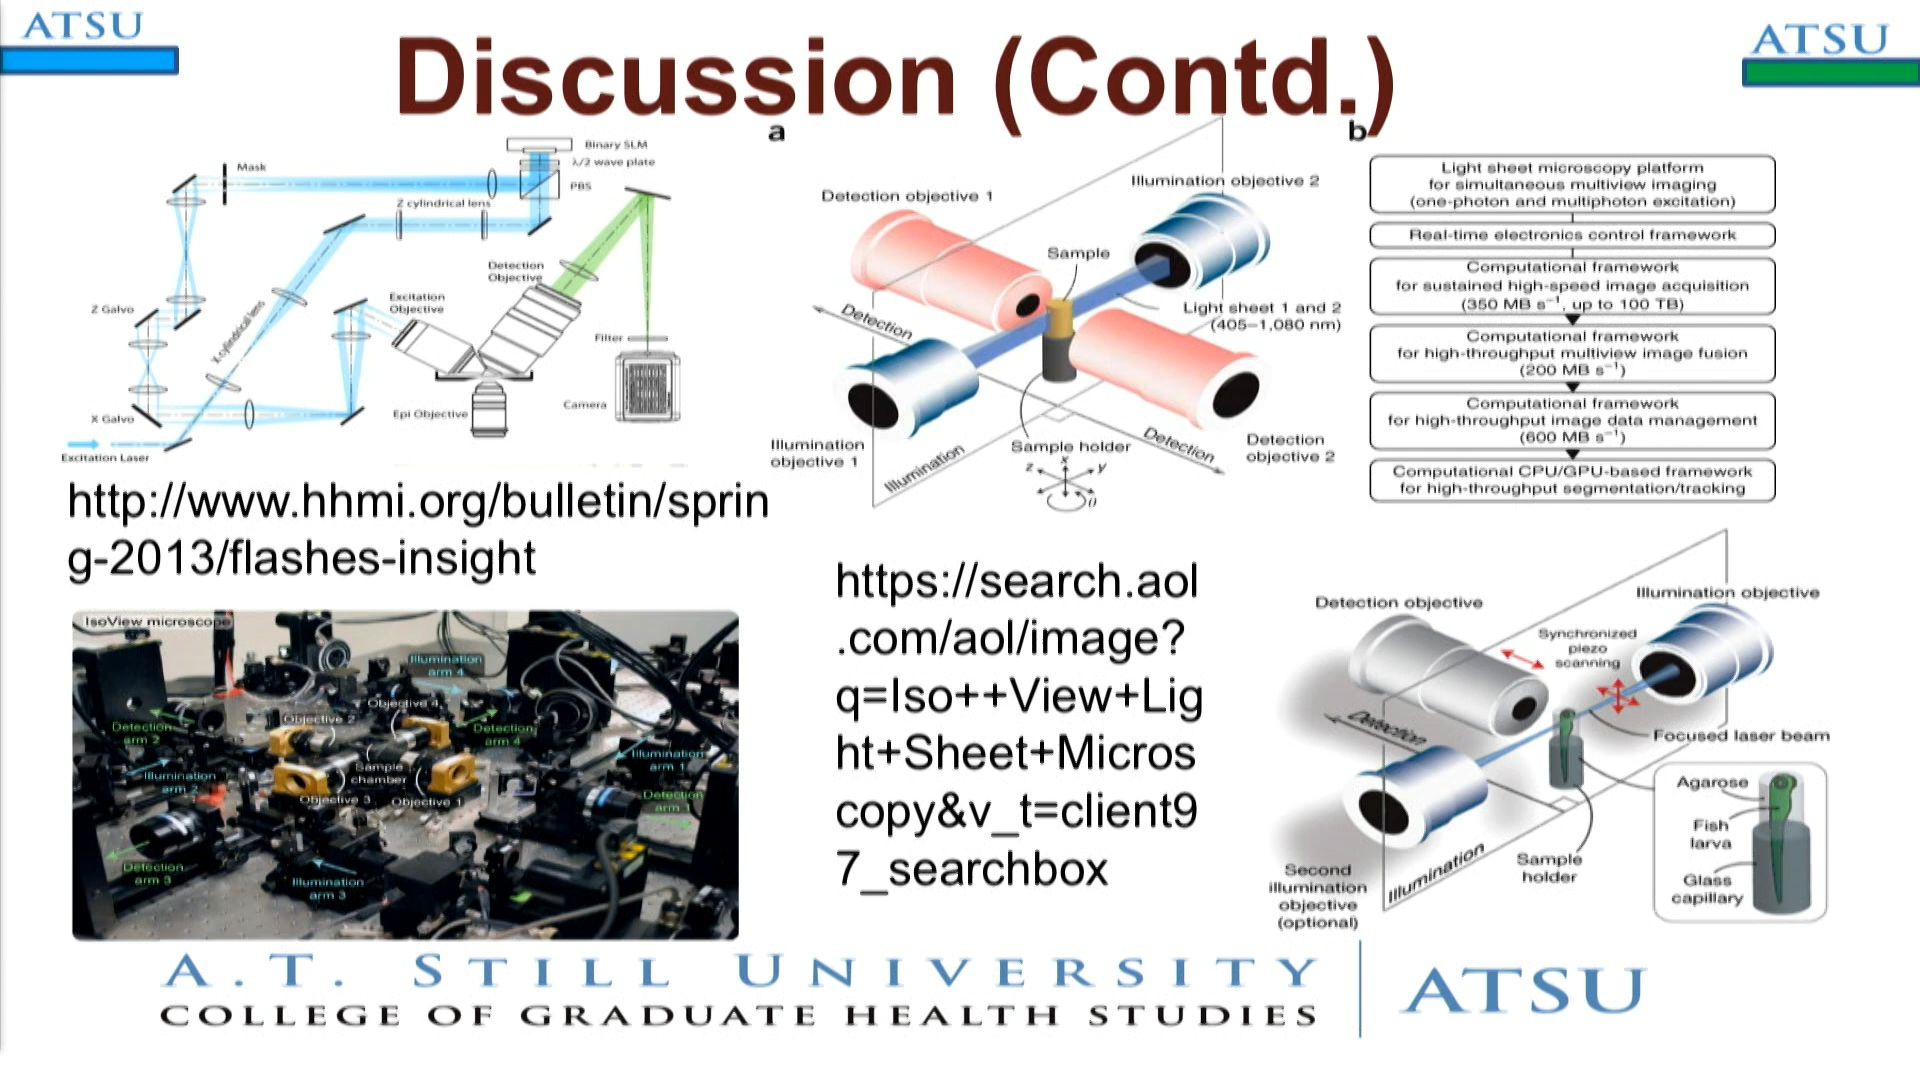 ATSU
ATSU
Discussion (Contd.)
Binary SLM
λ/2 wave plate
PBS
Mask
Z cylindrical lens
Detection
Objective
Excitation
Objective
Z Galvo
X cylindrical lens
Filter
Camera
Epi Objective
X Galvo
Excitation Laser
a
Detection objective 1
Illumination objective 2
Sample
Light sheet 1 and 2
(405–1,080 nm)
Detection
Illumination
objective 1
Illumination
Sample holder
Detection
Detection
objective 2
z x y
θ
b
Light sheet microscopy platform
for simultaneous multiview imaging
(one-photon and multiphoton excitation)
Real-time electronics control framework
Computational framework
for sustained high-speed image acquisition
(350 MB s⁻¹, up to 100 TB)
Computational framework
for high-throughput multiview image fusion
(200 MB s⁻¹)
Computational framework
for high-throughput image data management
(600 MB s⁻¹)
Computational CPU/GPU-based framework
for high-throughput segmentation/tracking
http://www.hhmi.org/bulletin/sprin
g-2013/flashes-insight
IsoView microscope
Illumination
arm 4
Objective 4
Objective 2
Detection
arm 2
Detection
arm 4
Illumination
arm 1
Sample
chamber
Illumination
arm 2
Objective 3
Objective 1
Detection
arm 1
Detection
arm 3
Illumination
arm 3
https://search.aol
.com/aol/image?
q=Iso++View+Lig
ht+Sheet+Micros
copy&v_t=client9
7_searchbox
Detection objective
Illumination objective
Synchronized
piezo
scanning
Detection
Focused laser beam
Agarose
Fish
larva
Glass
capillary
Sample
holder
Illumination
Second
illumination
objective
(optional)
A.T. STILL UNIVERSITY
COLLEGE OF GRADUATE HEALTH STUDIES
ATSU